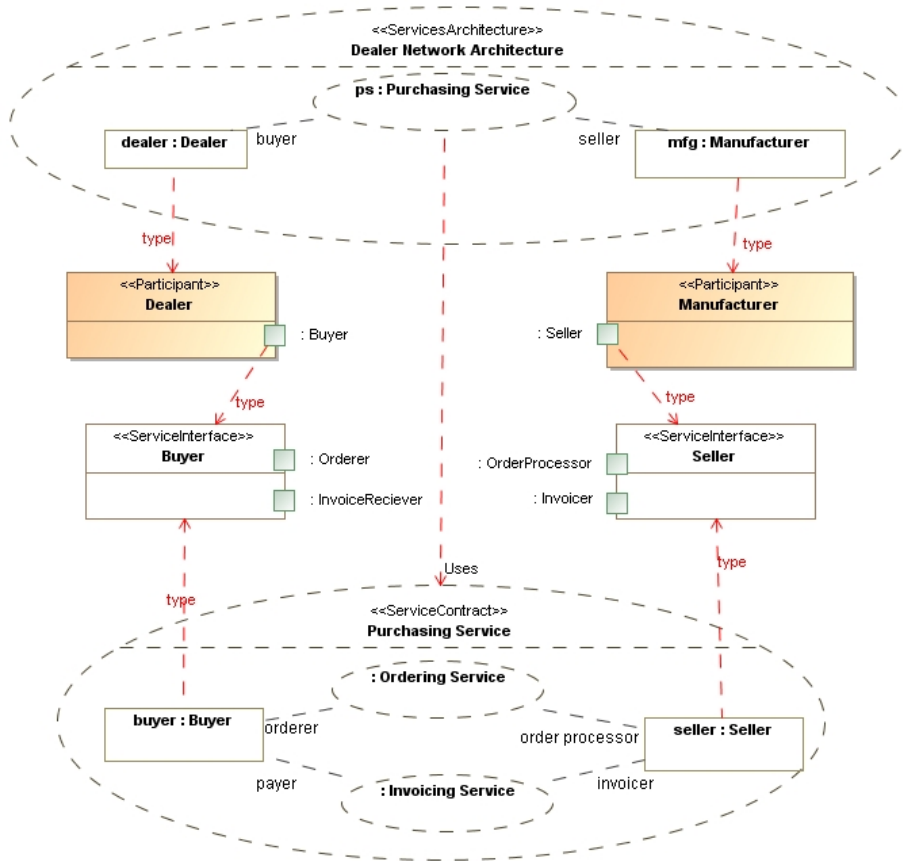 <<ServicesArchitecture>>
Dealer Network Architecture
ps : Purchasing Service
dealer : Dealer
buyer
seller
mfg : Manufacturer
type
type
<<Participant>>
Dealer
: Buyer
<<Participant>>
Manufacturer
: Seller
type
type
<<ServiceInterface>>
Buyer
: Orderer
: InvoiceReciever
<<ServiceInterface>>
Seller
: OrderProcessor
: Invoicer
Uses
type
type
<<ServiceContract>>
Purchasing Service
: Ordering Service
buyer : Buyer
orderer
order processor
seller : Seller
payer
: Invoicing Service
invoicer